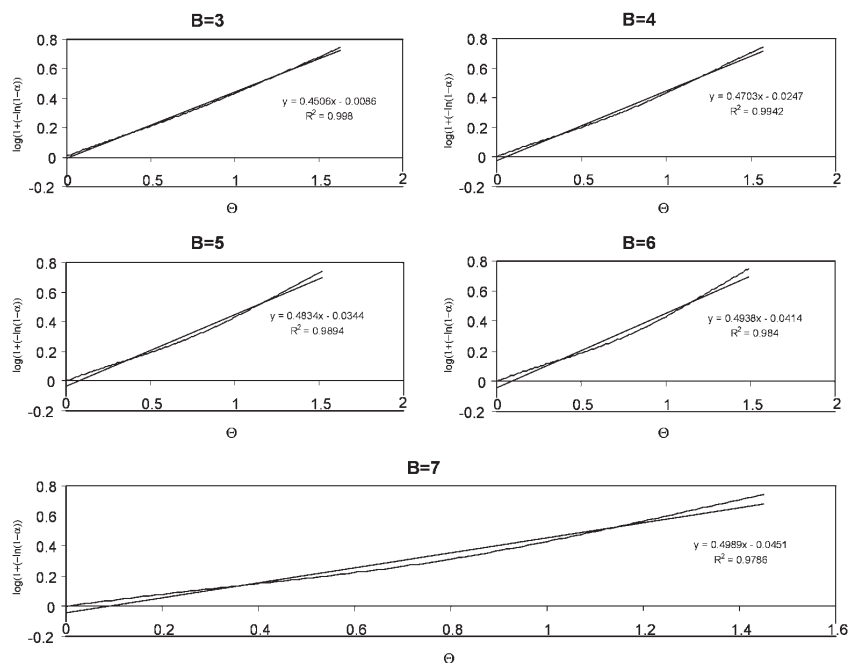 B=3
0.8
0.6
0.4
0.2
0
-0.2
log(1+(−ln(1−α))
y = 0.4506x - 0.0086
R² = 0.998
0 0.5 1 1.5 2
Θ
B=4
0.8
0.6
0.4
0.2
0
-0.2
log(1+(−ln(1−α))
y = 0.4703x - 0.0247
R² = 0.9942
0 0.5 1 1.5 2
Θ
B=5
0.8
0.6
0.4
0.2
0
-0.2
log(1+(−ln(1−α))
y = 0.4834x - 0.0344
R² = 0.9894
0 0.5 1 1.5 2
Θ
B=6
0.8
0.6
0.4
0.2
0
-0.2
log(1+(−ln(1−α))
y = 0.4938x - 0.0414
R² = 0.984
0 0.5 1 1.5 2
Θ
B=7
0.8
0.6
0.4
0.2
0
-0.2
log(1+(−ln(1−α))
y = 0.4989x - 0.0451
R² = 0.9786
0 0.2 0.4 0.6 0.8 1 1.2 1.4 1.6
Θ